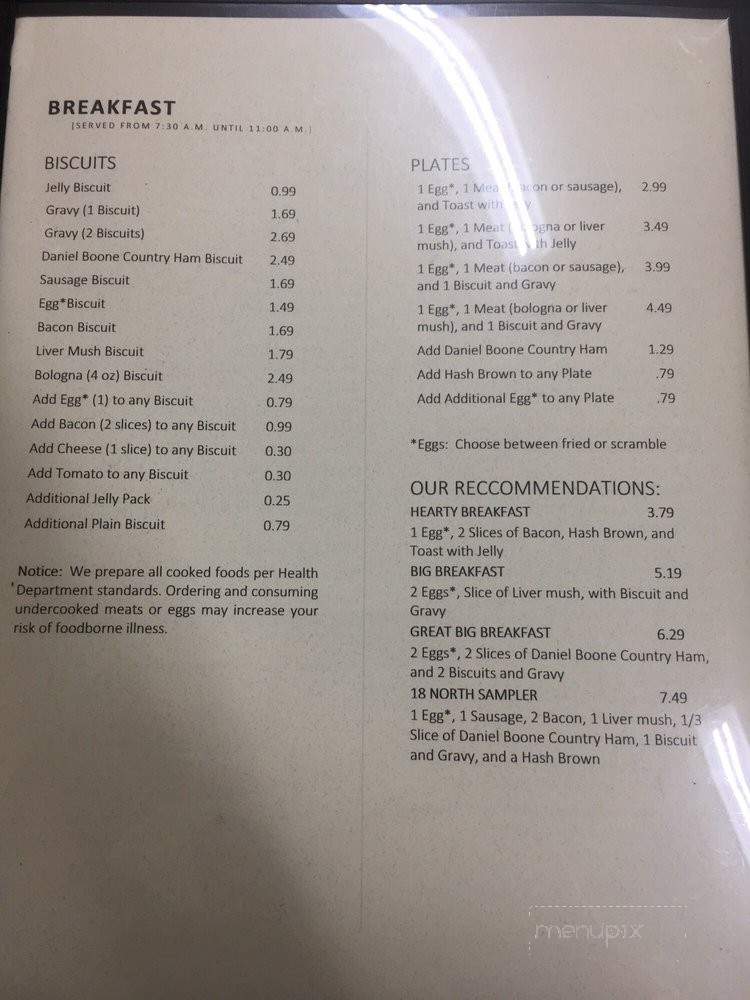 BREAKFAST
[SERVED FROM 7:30 A.M. UNTIL 11:00 A.M.]
BISCUITS
Jelly Biscuit 0.99
Gravy (1 Biscuit) 1.69
Gravy (2 Biscuits) 2.69
Daniel Boone Country Ham Biscuit 2.49
Sausage Biscuit 1.69
Egg*Biscuit 1.49
Bacon Biscuit 1.69
Liver Mush Biscuit 1.79
Bologna (4 oz) Biscuit 2.49
Add Egg* (1) to any Biscuit 0.79
Add Bacon (2 slices) to any Biscuit 0.99
Add Cheese (1 slice) to any Biscuit 0.30
Add Tomato to any Biscuit 0.30
Additional Jelly Pack 0.25
Additional Plain Biscuit 0.79
Notice: We prepare all cooked foods per Health
Department standards. Ordering and consuming
undercooked meats or eggs may increase your
risk of foodborne illness.
PLATES
1 Egg*, 1 Meat (bacon or sausage), 2.99
and Toast with
1 Egg*, 1 Meat (bologna or liver 3.49
mush), and Toast with Jelly
1 Egg*, 1 Meat (bacon or sausage), 3.99
and 1 Biscuit and Gravy
1 Egg*, 1 Meat (bologna or liver 4.49
mush), and 1 Biscuit and Gravy
Add Daniel Boone Country Ham 1.29
Add Hash Brown to any Plate .79
Add Additional Egg* to any Plate .79
*Eggs: Choose between fried or scramble
OUR RECCOMMENDATIONS:
HEARTY BREAKFAST 3.79
1 Egg*, 2 Slices of Bacon, Hash Brown, and
Toast with Jelly
BIG BREAKFAST 5.19
2 Eggs*, Slice of Liver mush, with Biscuit and
Gravy
GREAT BIG BREAKFAST 6.29
2 Eggs*, 2 Slices of Daniel Boone Country Ham,
and 2 Biscuits and Gravy
18 NORTH SAMPLER 7.49
1 Egg*, 1 Sausage, 2 Bacon, 1 Liver mush, 1/3
Slice of Daniel Boone Country Ham, 1 Biscuit
and Gravy, and a Hash Brown
menupix